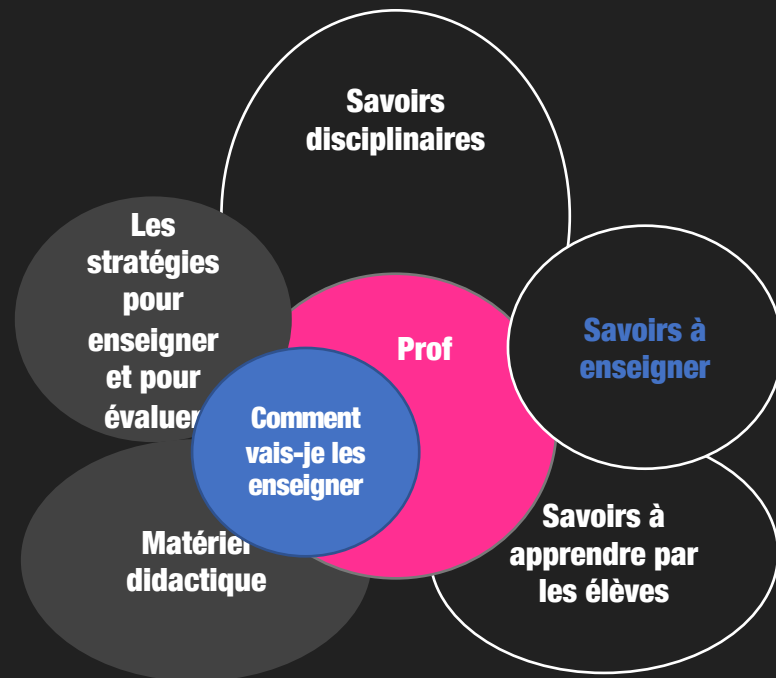 Savoirs
disciplinaires
Les
stratégies
pour
enseigner
et pour
évaluer
Prof
Savoirs à
enseigner
Comment
vais-je les
enseigner
Matériel
didactique
Savoirs à
apprendre par
les élèves